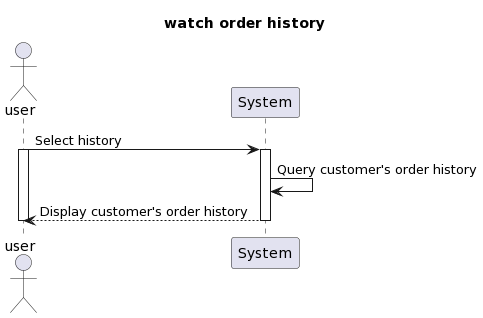 watch order history
user
System
Select history
Query customer's order history
Display customer's order history
user
System